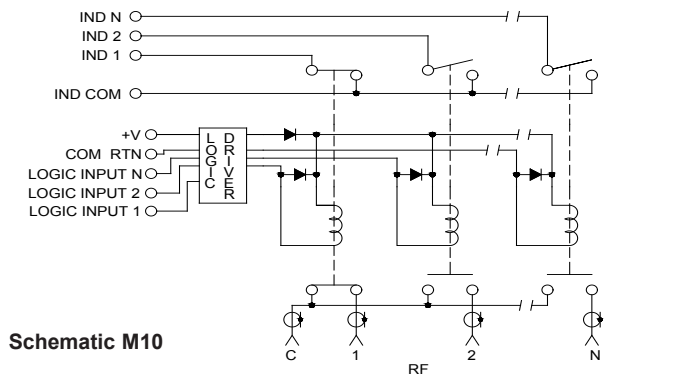 IND N
IND 2
IND 1
IND COM
+V
COM RTN
LOGIC INPUT N
LOGIC INPUT 2
LOGIC INPUT 1
LOGIC
DRIVER
Schematic M10
C 1 2 N
RF